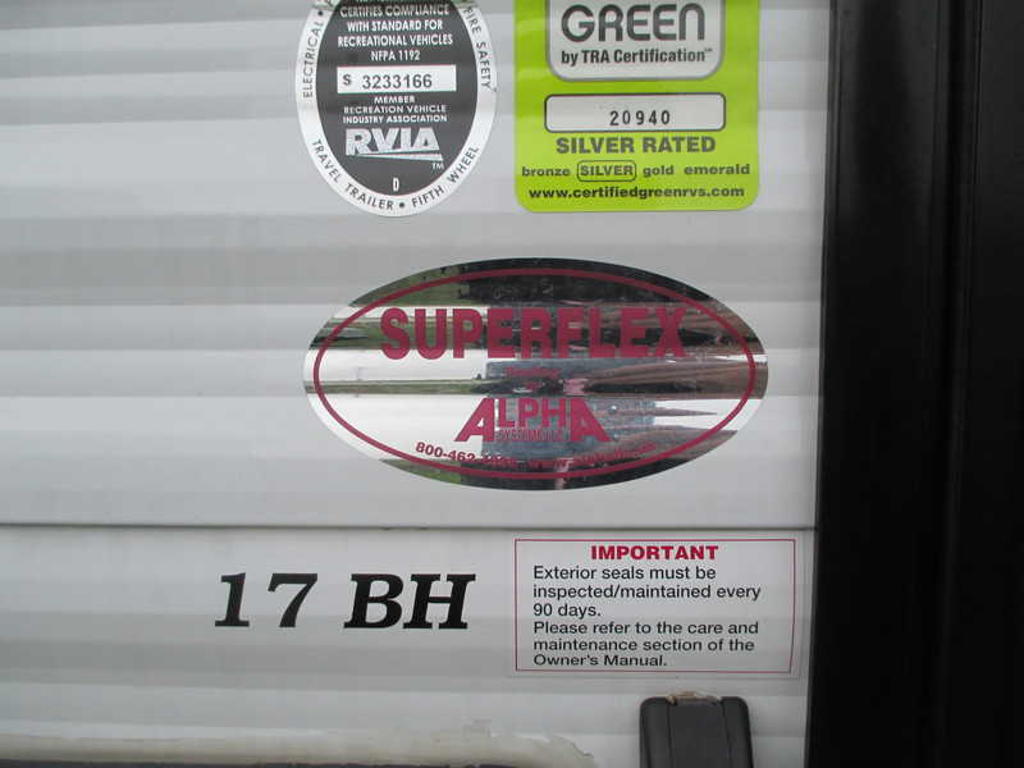 ELECTRICAL
FIRE SAFETY
CERTIFIES COMPLIANCE
WITH STANDARD FOR
RECREATIONAL VEHICLES
NFPA 1192
S 3233166
MEMBER
RECREATION VEHICLE
INDUSTRY ASSOCIATION
RVIA
TM
D
TRAVEL TRAILER • FIFTH WHEEL
GREEN
by TRA Certification
20940
SILVER RATED
bronze SILVER gold emerald
www.certifiedgreenrvs.com
SUPERFLEX
ALPHA
SYSTEMS
17 BH
IMPORTANT
Exterior seals must be
inspected/maintained every
90 days.
Please refer to the care and
maintenance section of the
Owner's Manual.